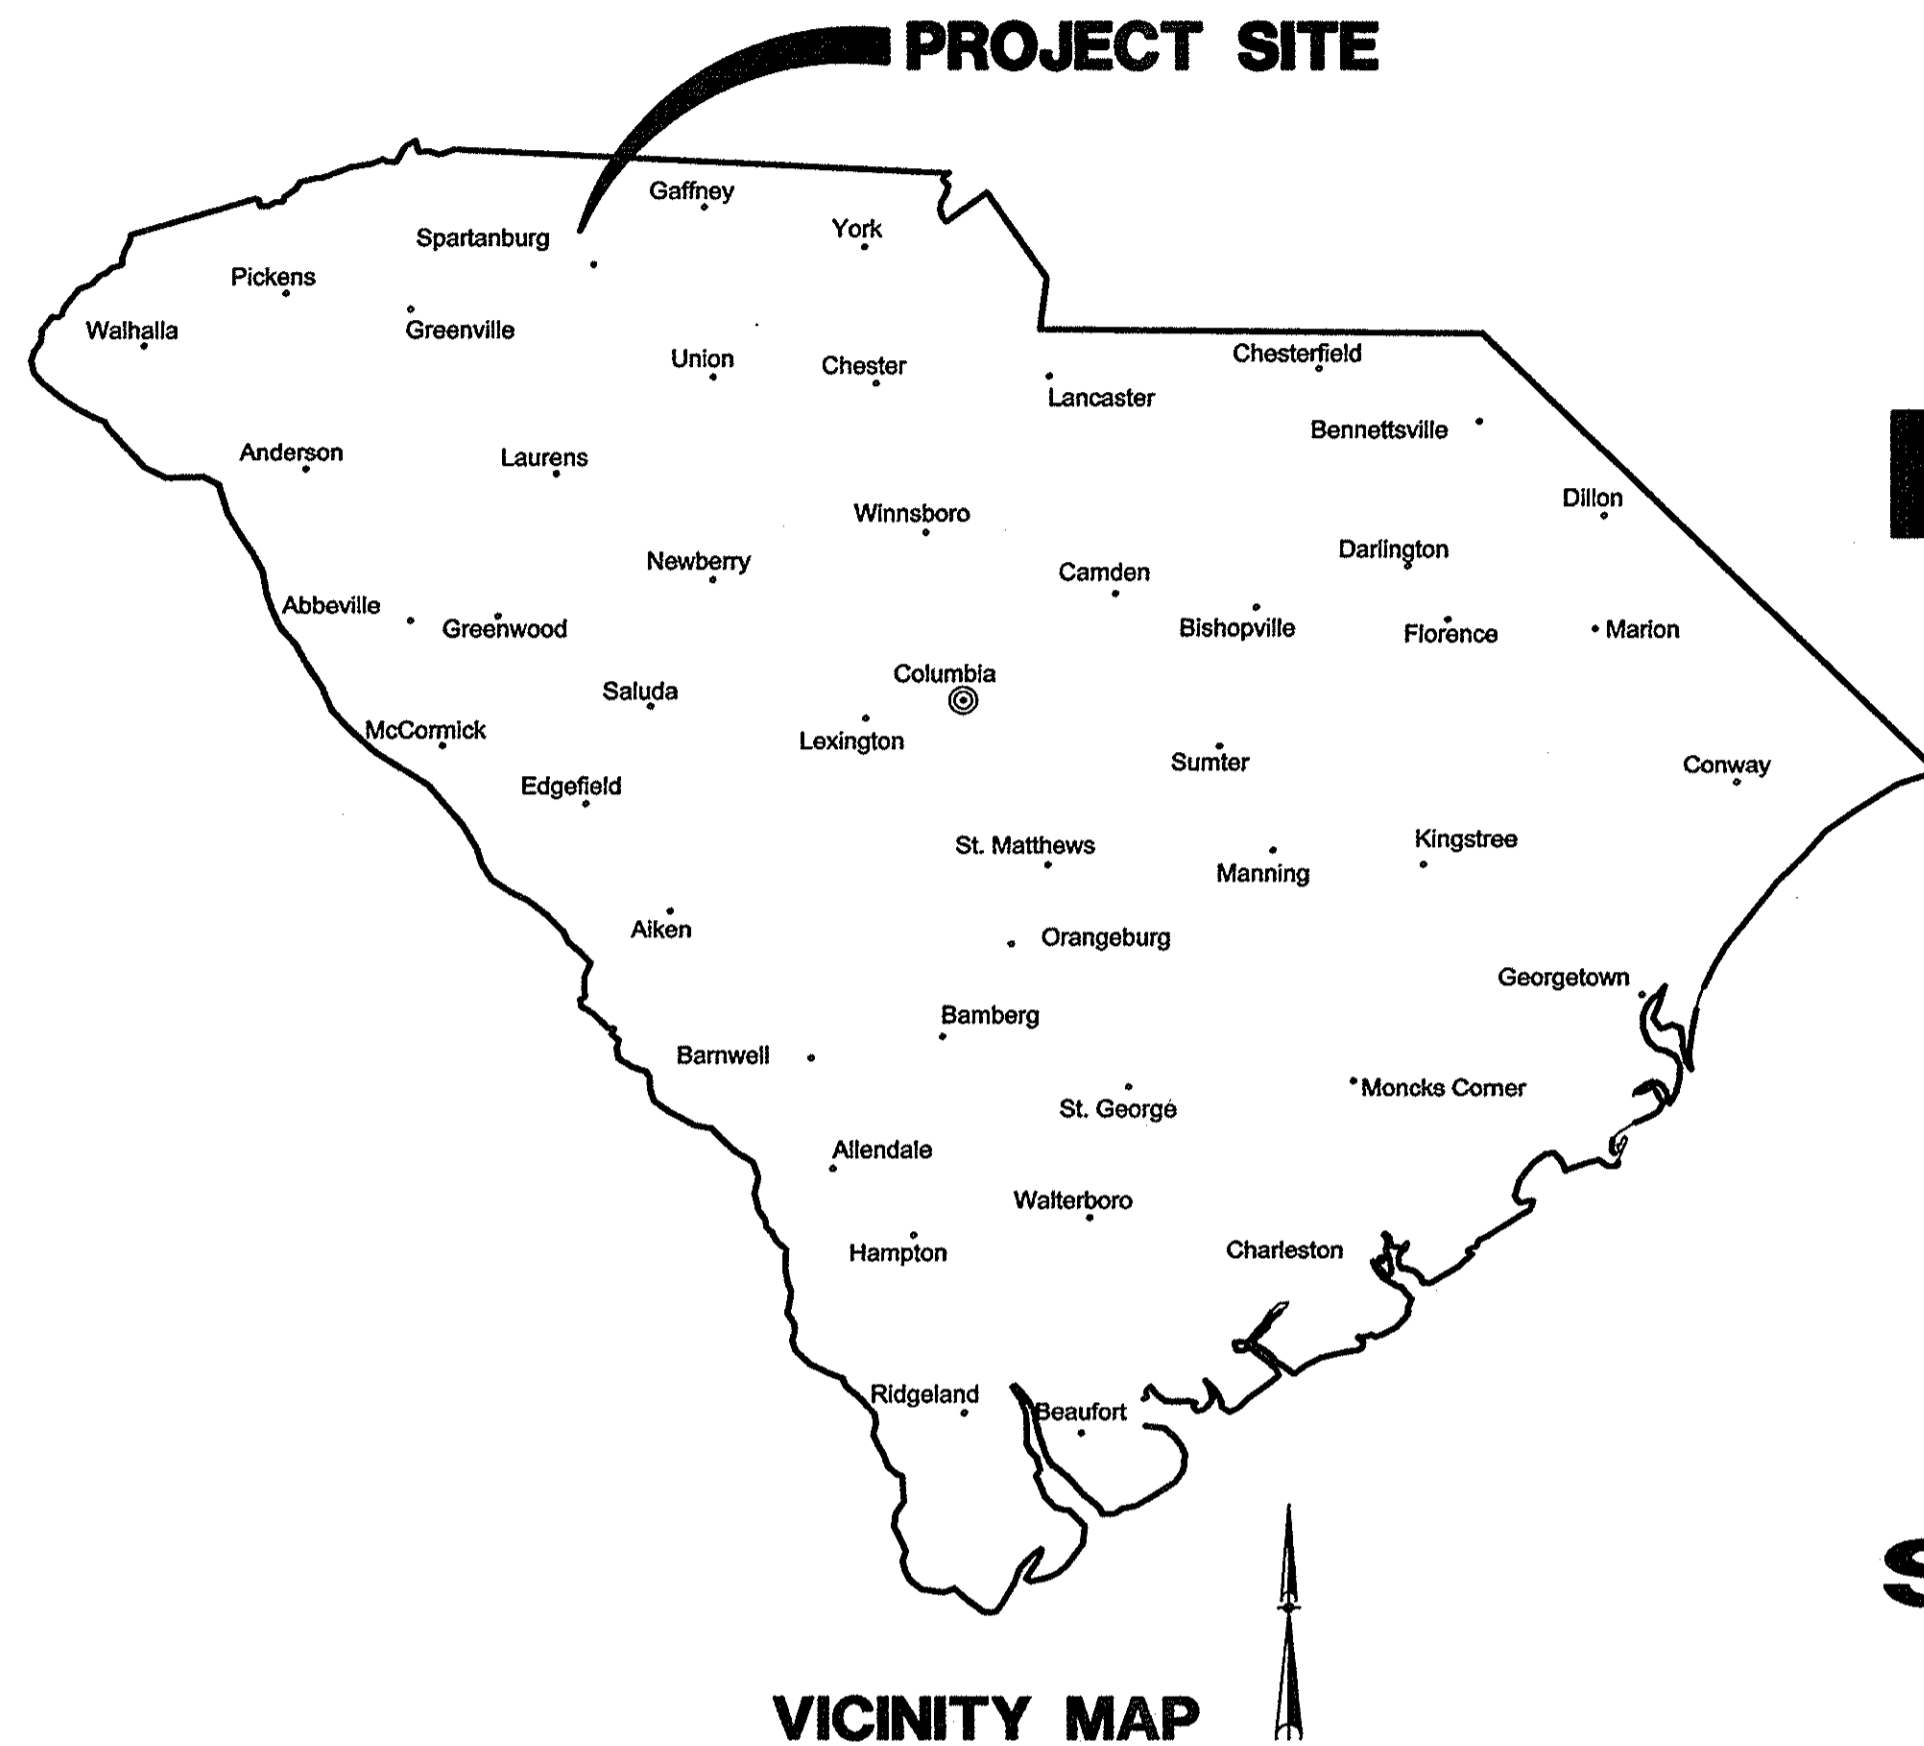 PROJECT SITE
Gaffney
York
Spartanburg
Pickens
Walhalla
Greenville
Union
Chester
Chesterfield
Lancaster
Bennettsville
Anderson
Laurens
Dillon
Winnsboro
Darlington
Newberry
Camden
Abbeville
Greenwood
Bishopville
Florence
Marion
Columbia
Saluda
McCormick
Lexington
Sumter
Conway
Edgefield
St. Matthews
Kingstree
Manning
Aiken
Orangeburg
Georgetown
Bamberg
Barnwell
Moncks Corner
St. George
Allendale
Walterboro
Hampton
Charleston
Ridgeland
Beaufort
VICINITY MAP